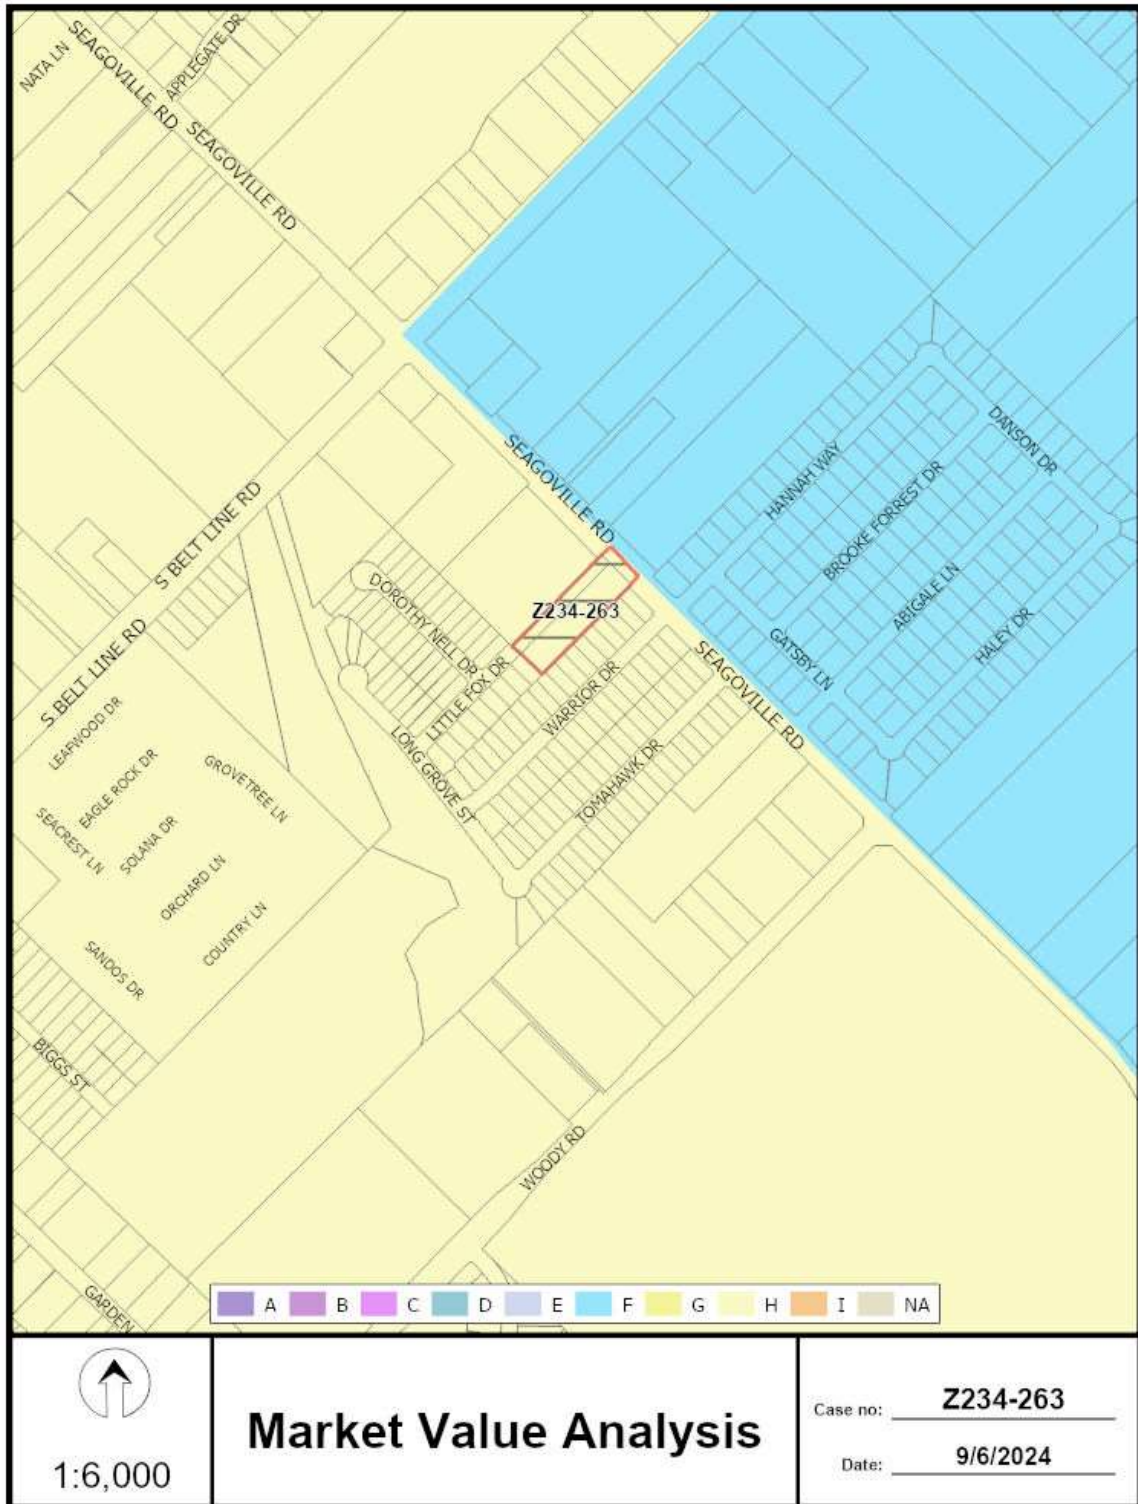 SEAGOVILLE RD
APPLEGATE DR
NATA LN
SEAGOVILLE RD
DANSON DR
HANNAH WAY
SEAGOVILLE RD
BROOKE FORREST DR
S BELT LINE RD
ABIGALE LN
Z234-263
DOROTHY NELL DR
HALEY DR
S BELT LINE RD
GATSBY LN
LITTLE FOX DR
WARRIOR DR
SEAGOVILLE RD
LEAFWOOD DR
LONG GROVE ST
TOMAHAWK DR
EAGLE ROCK DR
GROVETREE LN
SEACREST LN
SOLANA DR
ORCHARD LN
COUNTRY LN
SANDOS DR
BIGGS ST
WOODY RD
GARDEN
A B C D E F G H I NA
1:6,000
Market Value Analysis
Case no: Z234-263
Date: 9/6/2024